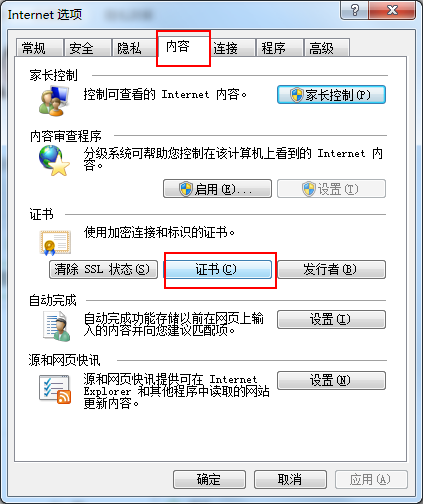 Internet 选项
常规 安全 隐私 内容 连接 程序 高级
家长控制
控制可查看的 Internet 内容。
家长控制(P)
内容审查程序
分级系统可帮助您控制在该计算机上看到的 Internet 内
容。
启用(E)... 设置(T)
证书
使用加密连接和标识的证书。
清除 SSL 状态(S) 证书(C) 发行者(B)
自动完成
自动完成功能存储以前在网页上输
入的内容并向您建议匹配项。
设置(I)
源和网页快讯
源和网页快讯提供可在 Internet
Explorer 和其他程序中读取的网站
更新内容。
设置(N)
确定 取消 应用(A)